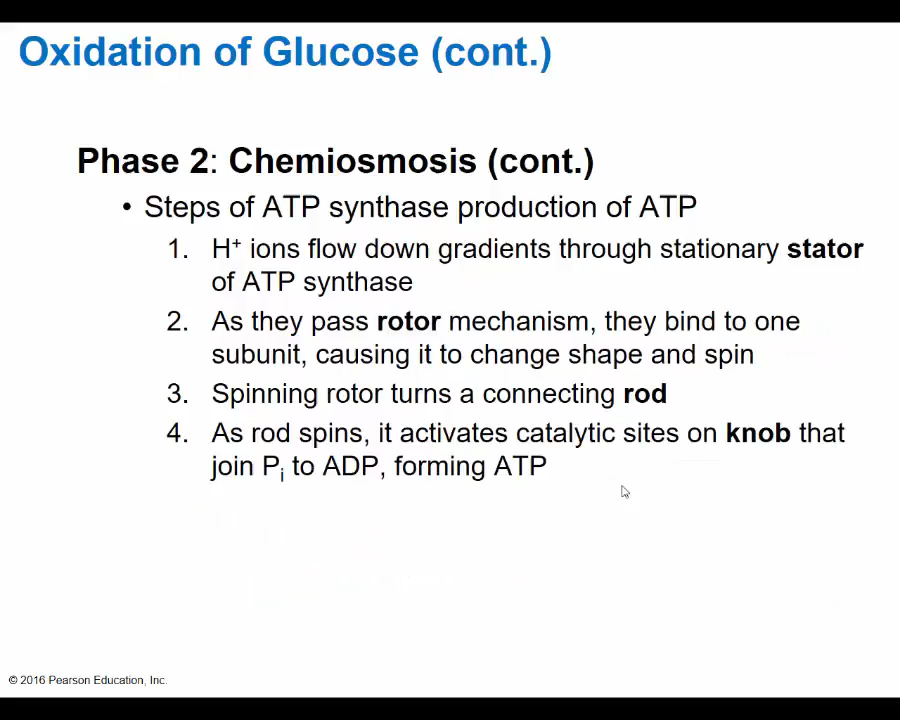 Oxidation of Glucose (cont.)
Phase 2: Chemiosmosis (cont.)
• Steps of ATP synthase production of ATP
1. H⁺ ions flow down gradients through stationary stator
of ATP synthase
2. As they pass rotor mechanism, they bind to one
subunit, causing it to change shape and spin
3. Spinning rotor turns a connecting rod
4. As rod spins, it activates catalytic sites on knob that
join Pᵢ to ADP, forming ATP
© 2016 Pearson Education, Inc.